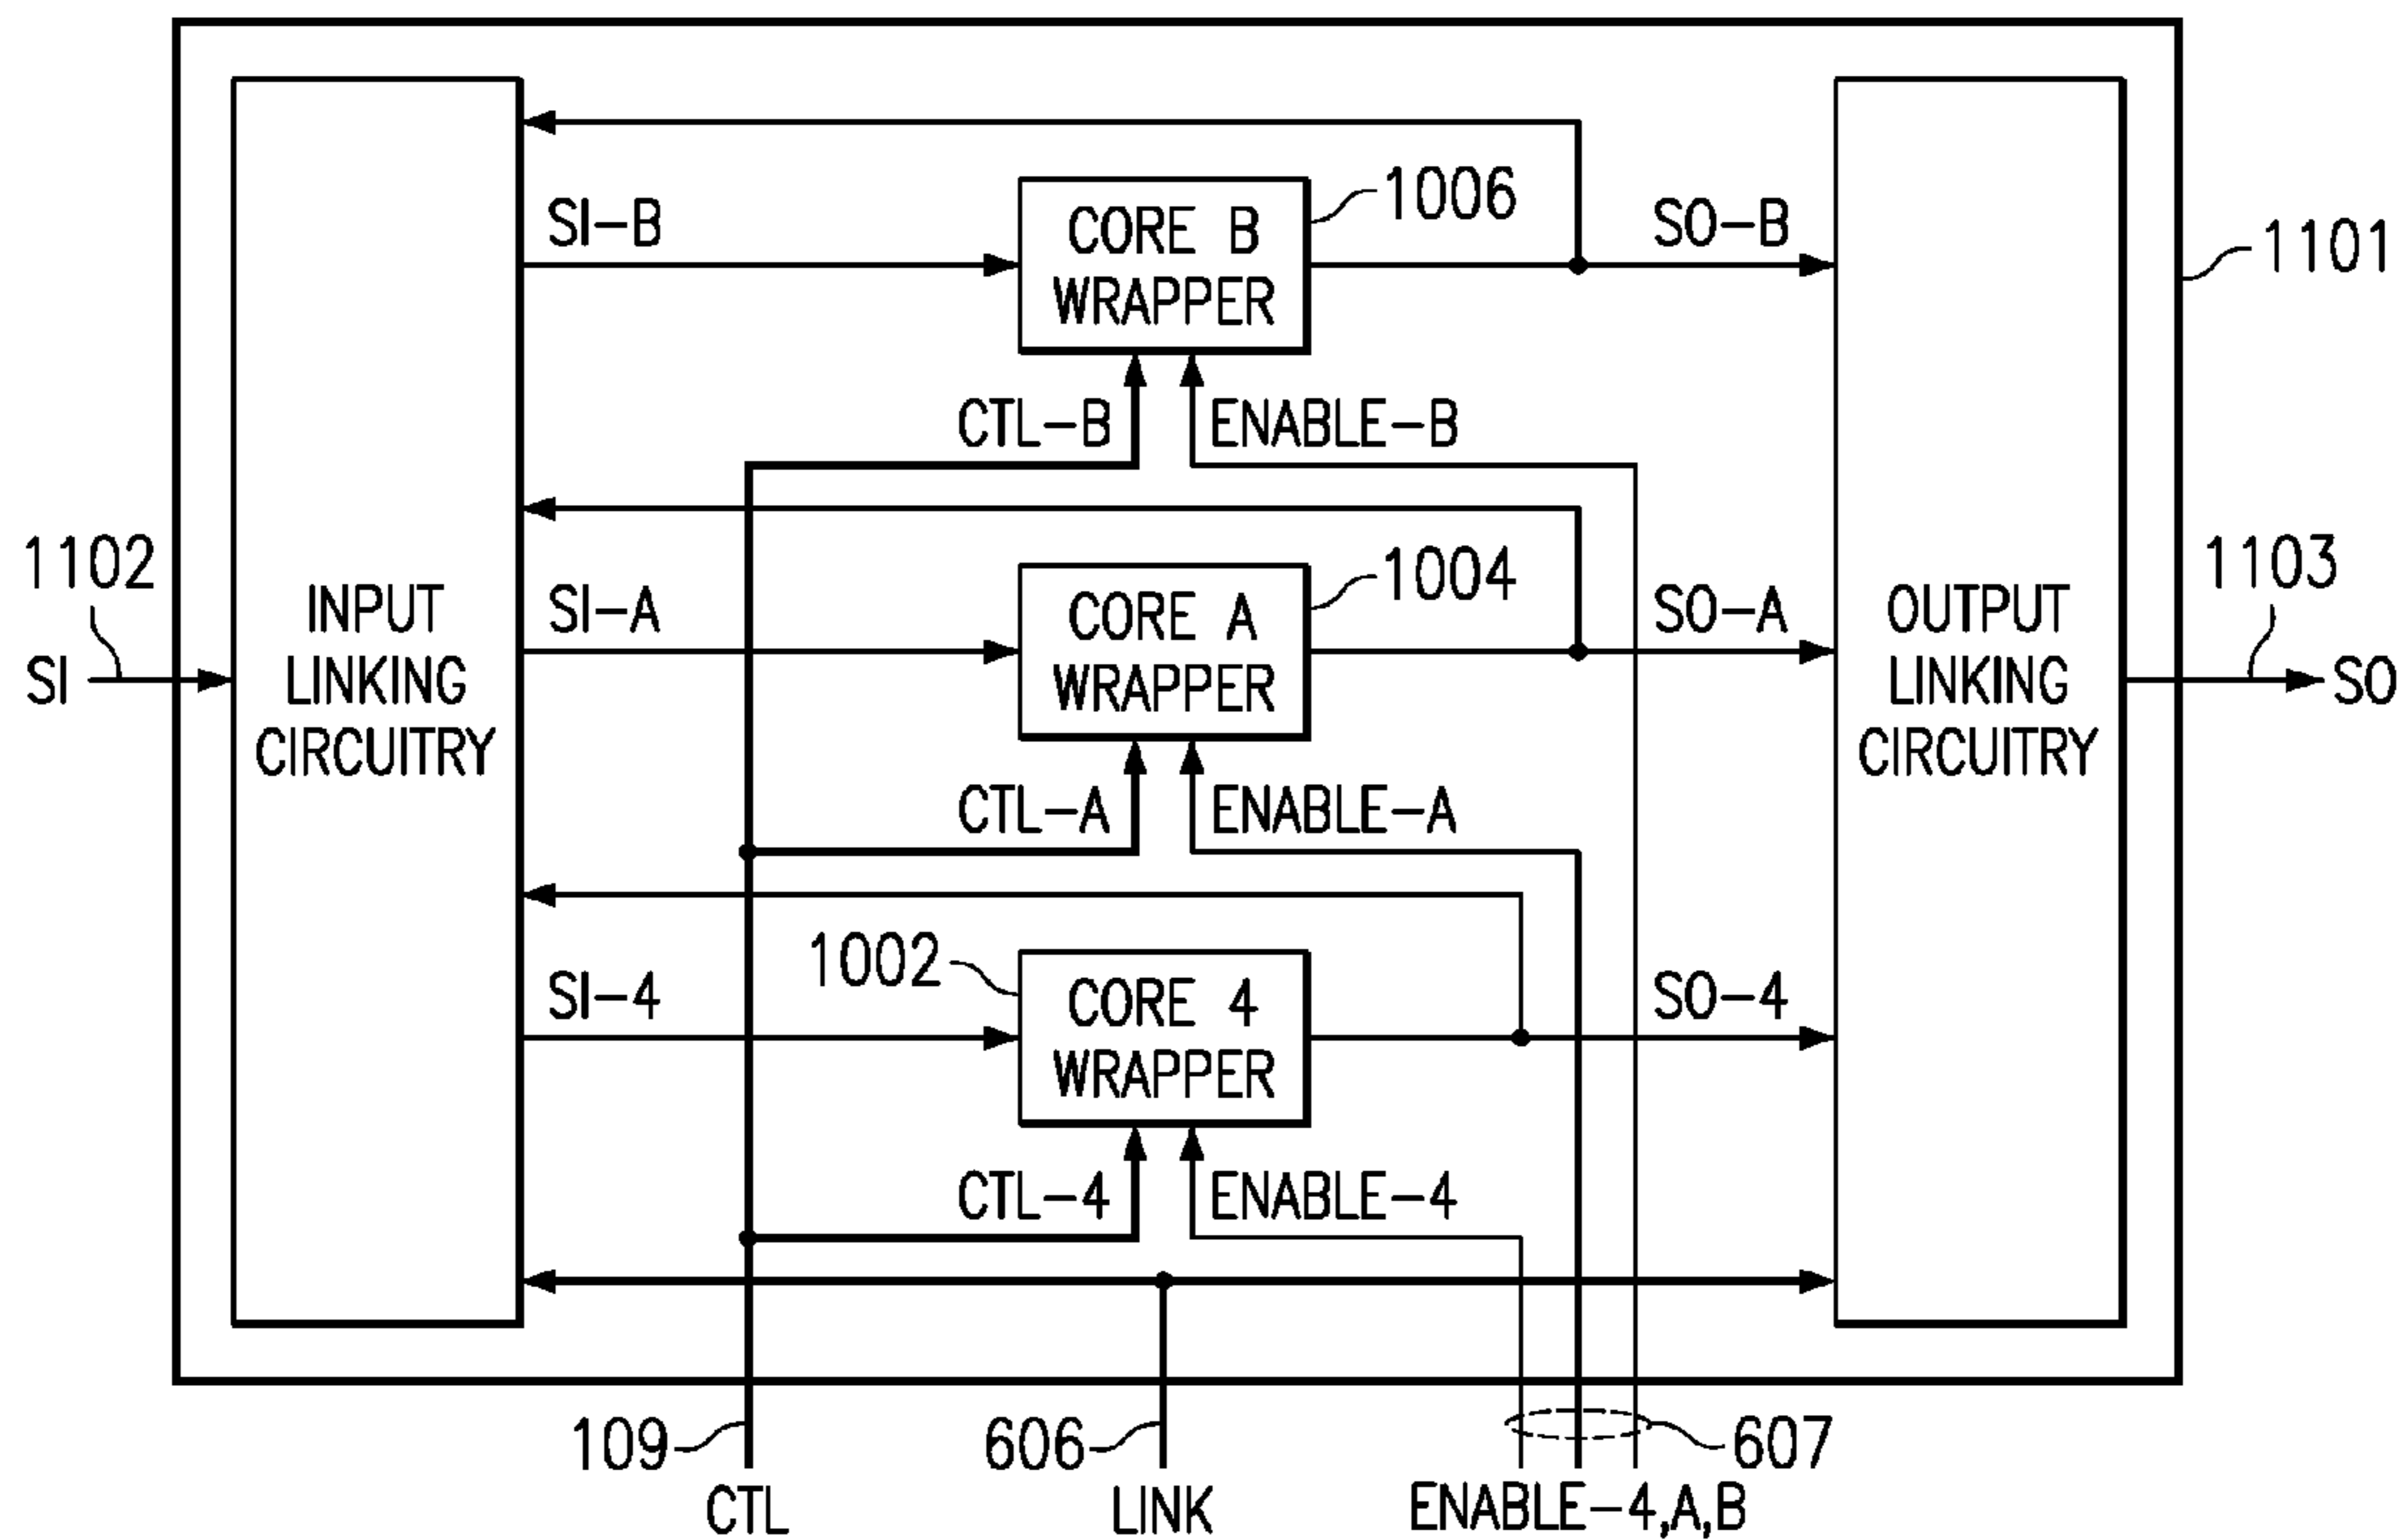 1006
CORE B
WRAPPER
SI-B
SO-B
1101
CTL-B
ENABLE-B
1102
SI
INPUT
LINKING
CIRCUITRY
SI-A
1004
CORE A
WRAPPER
SO-A
OUTPUT
LINKING
CIRCUITRY
1103
SO
CTL-A
ENABLE-A
1002
SI-4
CORE 4
WRAPPER
SO-4
CTL-4
ENABLE-4
109
CTL
606
LINK
607
ENABLE-4,A,B